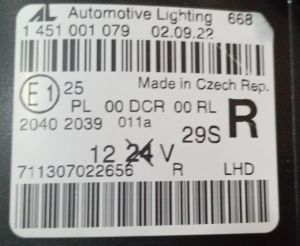 AL Automotive Lighting 668
1 451 001 079 02.09.22
Made in Czech Rep.
E1 25
PL 00 DCR 00 RL
2040 2039 011a
29S R
12 24 V
711307022656 R LHD